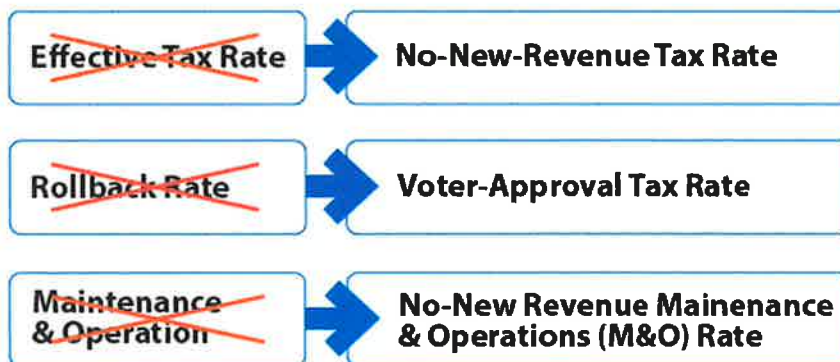 Effective Tax Rate
No-New-Revenue Tax Rate
Rollback Rate
Voter-Approval Tax Rate
Maintenance
& Operation
No-New Revenue Mainenance
& Operations (M&O) Rate